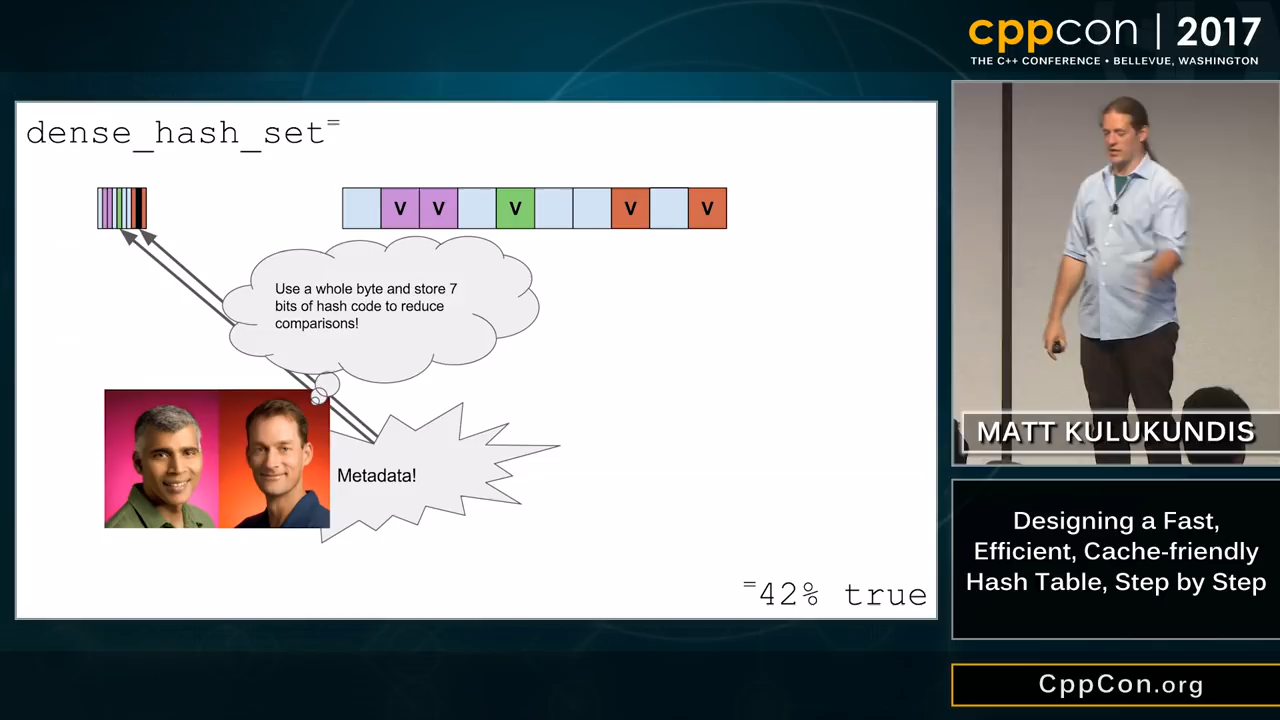 cppcon | 2017
THE C++ CONFERENCE • BELLEVUE, WASHINGTON
dense_hash_set=
V V V V V
Use a whole byte and store 7
bits of hash code to reduce
comparisons!
Metadata!
=42% true
MATT KULUKUNDIS
Designing a Fast,
Efficient, Cache-friendly
Hash Table, Step by Step
CppCon.org